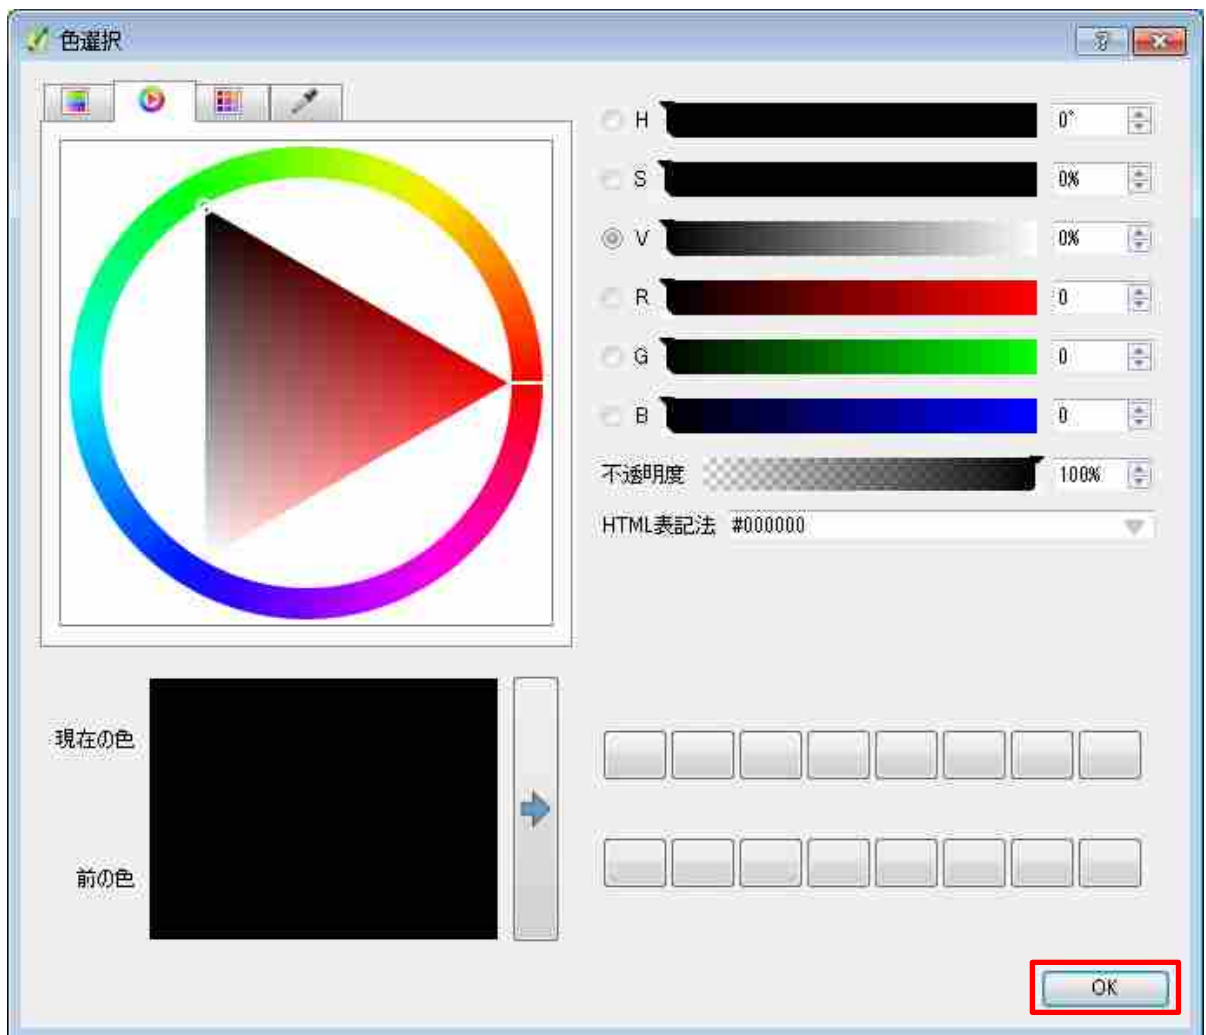 色選択
H 0°
S 0%
V 0%
R 0
G 0
B 0
不透明度 100%
HTML表記法 #000000
現在の色
前の色
OK